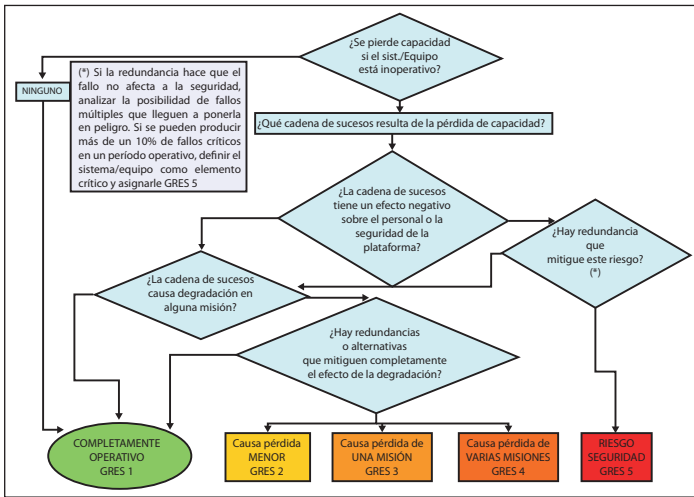 ¿Se pierde capacidad
si el sist./Equipo
está inoperativo?
NINGUNO
(*) Si la redundancia hace que el
fallo no afecta a la seguridad,
analizar la posibilidad de fallos
múltiples que lleguen a ponerla
en peligro. Si se pueden producir
más de un 10% de fallos críticos
en un período operativo, definir el
sistema/equipo como elemento
crítico y asignarle GRES 5
¿Qué cadena de sucesos resulta de la pérdida de capacidad?
¿La cadena de sucesos
tiene un efecto negativo
sobre el personal o la
seguridad de la
plataforma?
¿Hay redundancia
que
mitigue este riesgo?
(*)
¿La cadena de sucesos
causa degradación en
alguna misión?
¿Hay redundancias
o alternativas
que mitiguen completamente
el efecto de la degradación?
COMPLETAMENTE
OPERATIVO
GRES 1
Causa pérdida
MENOR
GRES 2
Causa pérdida de
UNA MISIÓN
GRES 3
Causa pérdida de
VARIAS MISIONES
GRES 4
RIESGO
SEGURIDAD
GRES 5